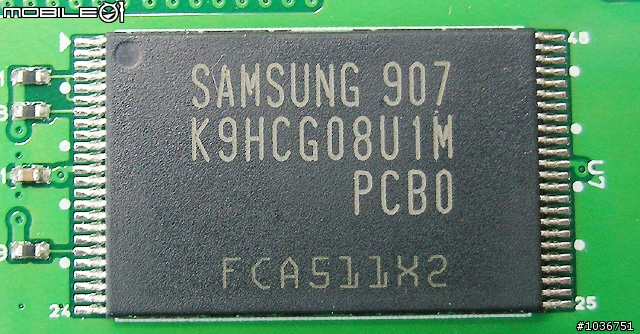 MOBILE01
SAMSUNG 907
K9HCG08U1M
PCB0
FCA511X2
48
U7
24
25
#1036751